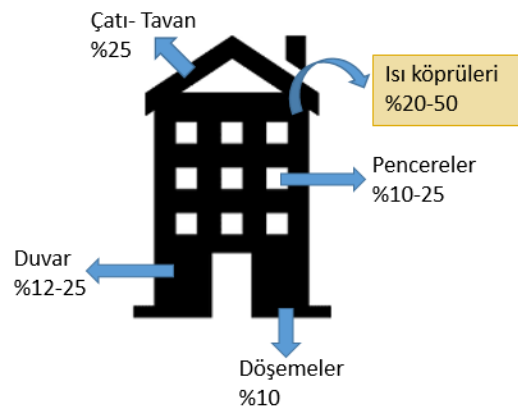 Çatı- Tavan
%25
Isı köprüleri
%20-50
Pencereler
%10-25
Duvar
%12-25
Döşemeler
%10